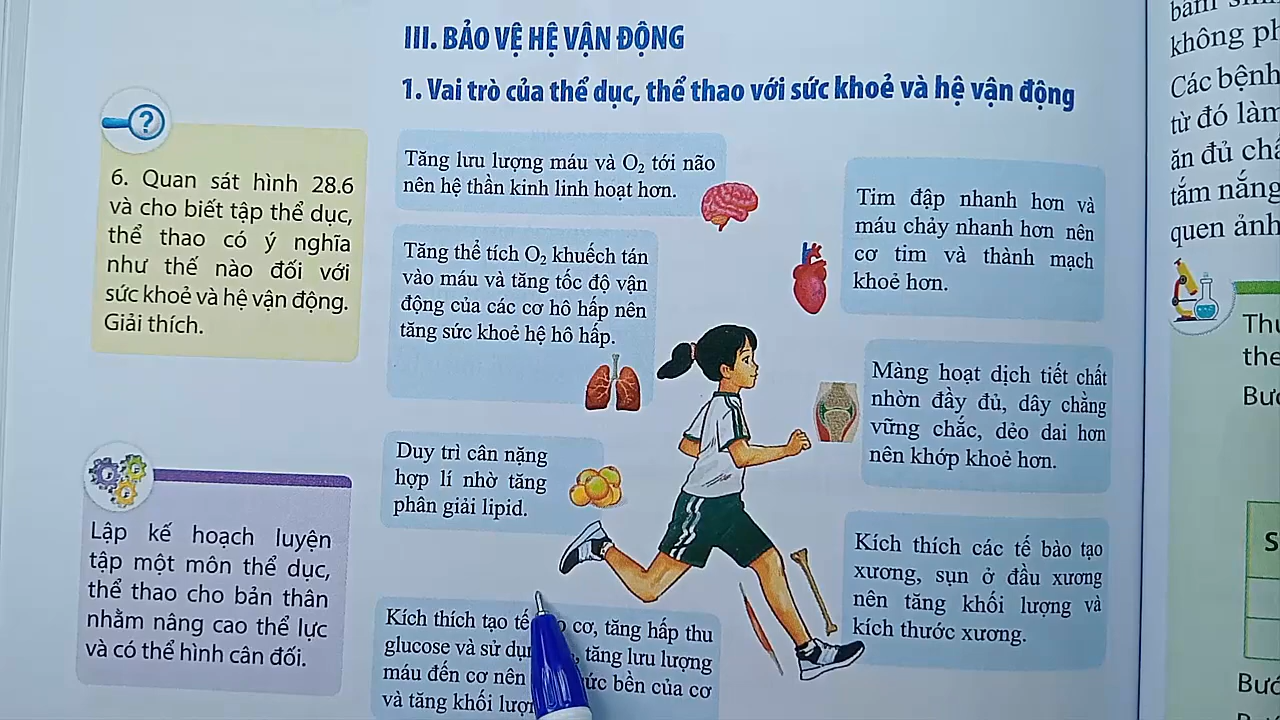 III. BẢO VỆ HỆ VẬN ĐỘNG
1. Vai trò của thể dục, thể thao với sức khoẻ và hệ vận động
?
6. Quan sát hình 28.6
và cho biết tập thể dục,
thể thao có ý nghĩa
như thế nào đối với
sức khoẻ và hệ vận động.
Giải thích.
Lập kế hoạch luyện
tập một môn thể dục,
thể thao cho bản thân
nhằm nâng cao thể lực
và có thể hình cân đối.
Tăng lưu lượng máu và O₂ tới não
nên hệ thần kinh linh hoạt hơn.
Tăng thể tích O₂ khuếch tán
vào máu và tăng tốc độ vận
động của các cơ hô hấp nên
tăng sức khoẻ hệ hô hấp.
Duy trì cân nặng
hợp lí nhờ tăng
phân giải lipid.
Kích thích tạo tế cơ, tăng hấp thu
glucose và sử tăng lưu lượng
máu đến cơ nên bền của cơ
và tăng khối
Tim đập nhanh hơn và
máu chảy nhanh hơn nên
cơ tim và thành mạch
khoẻ hơn.
Màng hoạt dịch tiết chất
nhờn đầy đủ, dây chằng
vững chắc, dẻo dai hơn
nên khớp khoẻ hơn.
Kích thích các tế bào tạo
xương, sụn ở đầu xương
nên tăng khối lượng và
kích thước xương.
không
Các bệnh
từ đó làm
ăn đủ
tắm nắng
quen ảnh
S